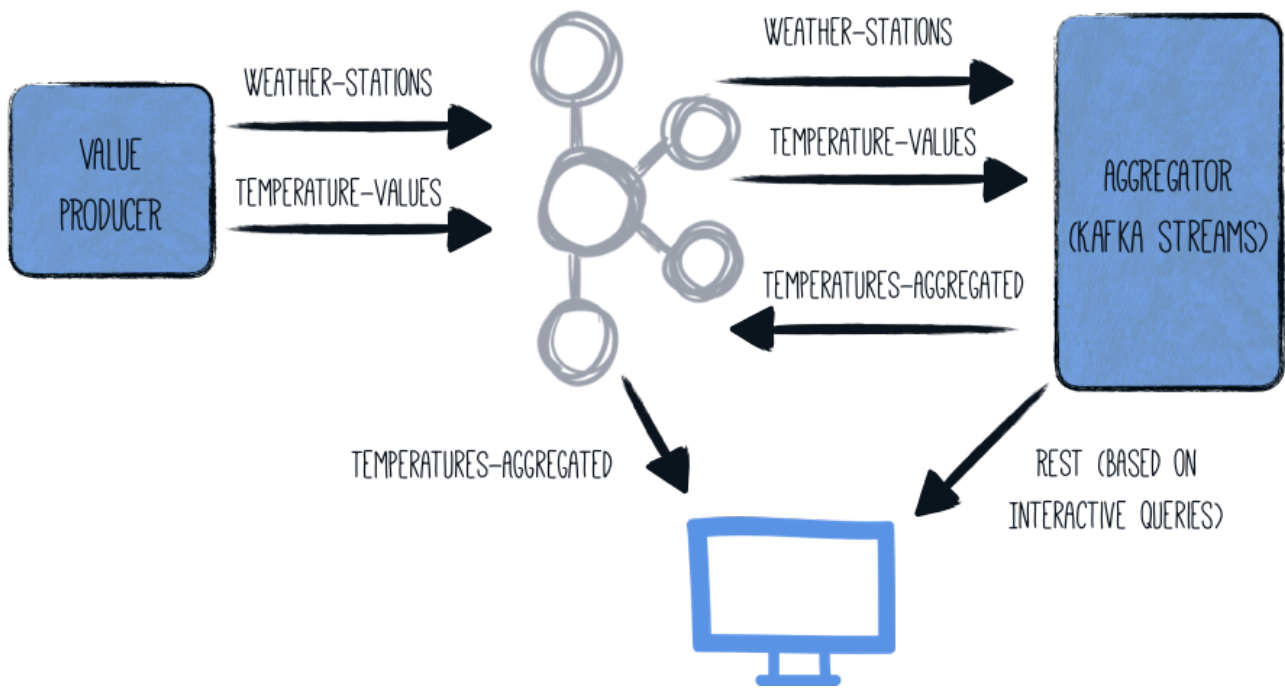 WEATHER-STATIONS
TEMPERATURE-VALUES
VALUE
PRODUCER
WEATHER-STATIONS
TEMPERATURE-VALUES
TEMPERATURES-AGGREGATED
AGGREGATOR
(KAFKA STREAMS)
TEMPERATURES-AGGREGATED
REST (BASED ON
INTERACTIVE QUERIES)